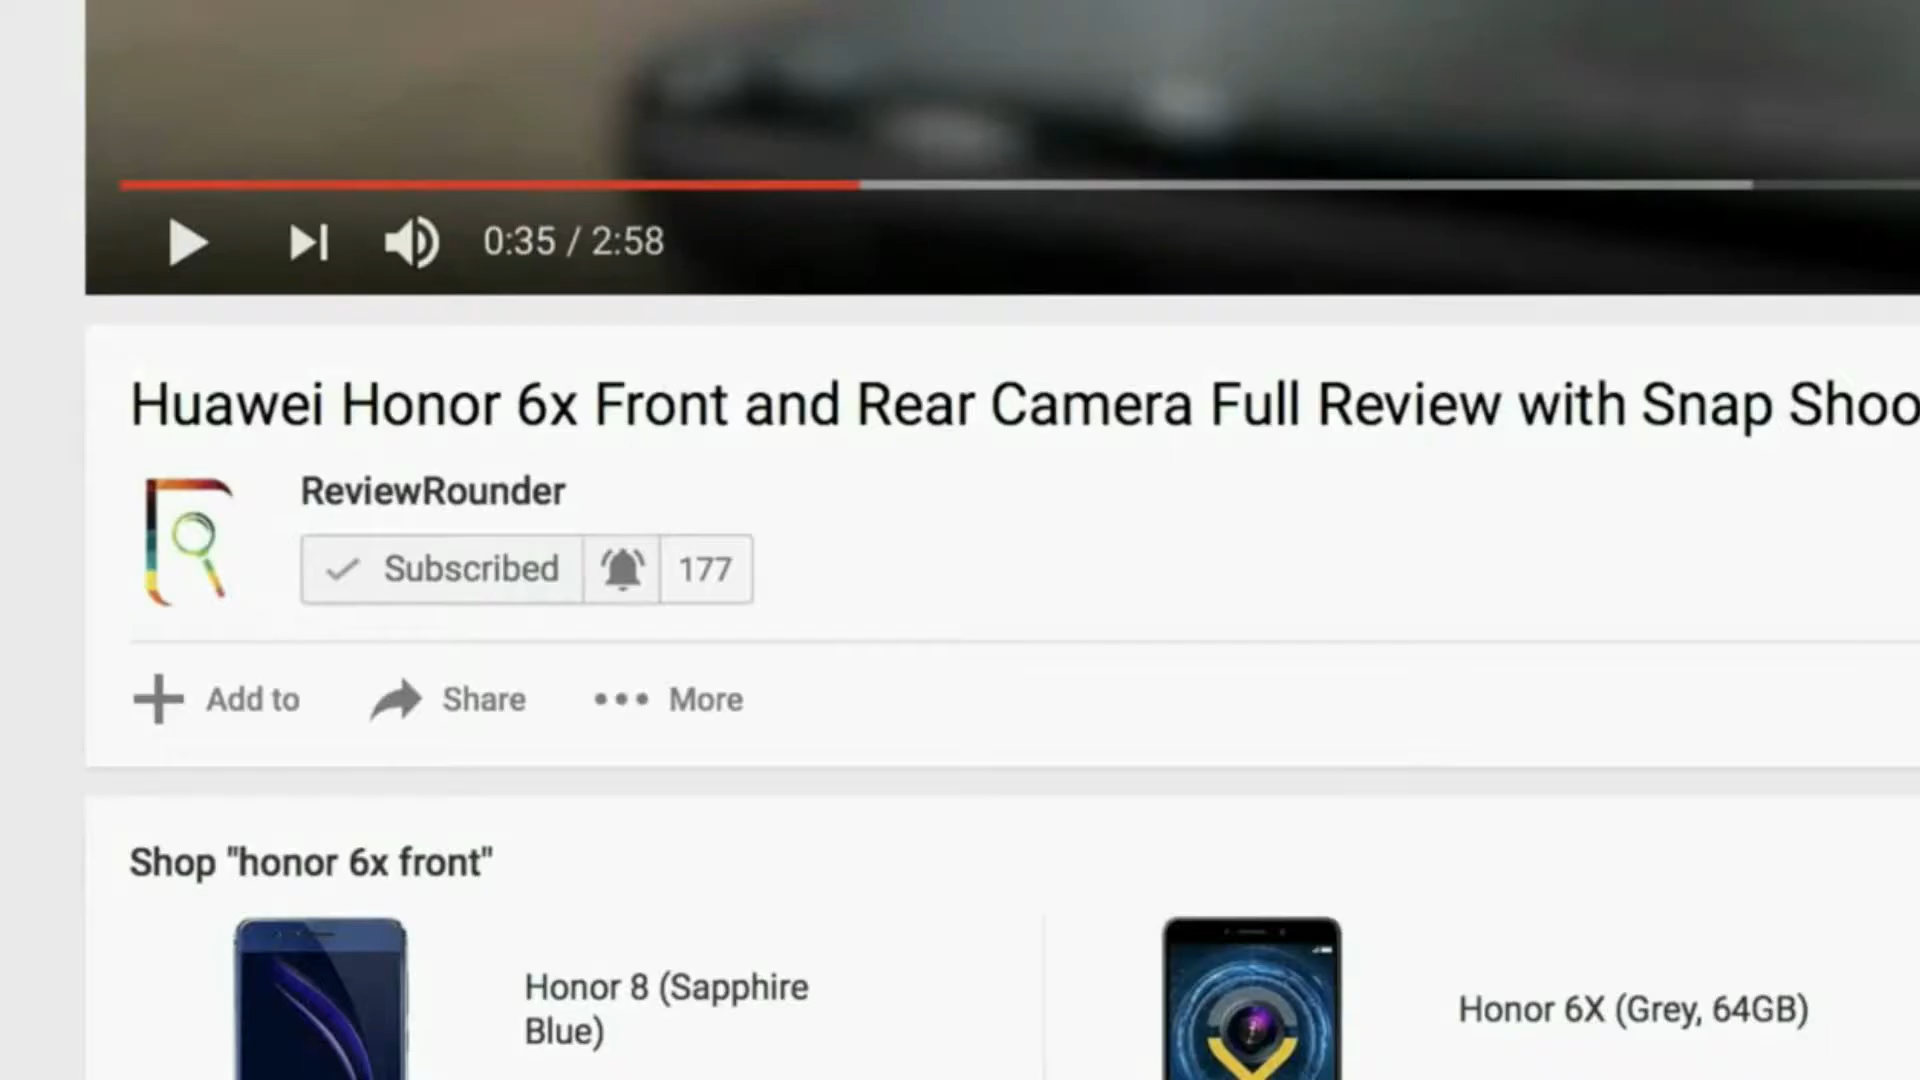 0:35 / 2:58
Huawei Honor 6x Front and Rear Camera Full Review with Snap Shoo
ReviewRounder
Subscribed 177
Add to Share More
Shop "honor 6x front"
Honor 8 (Sapphire
Blue)
Honor 6X (Grey, 64GB)